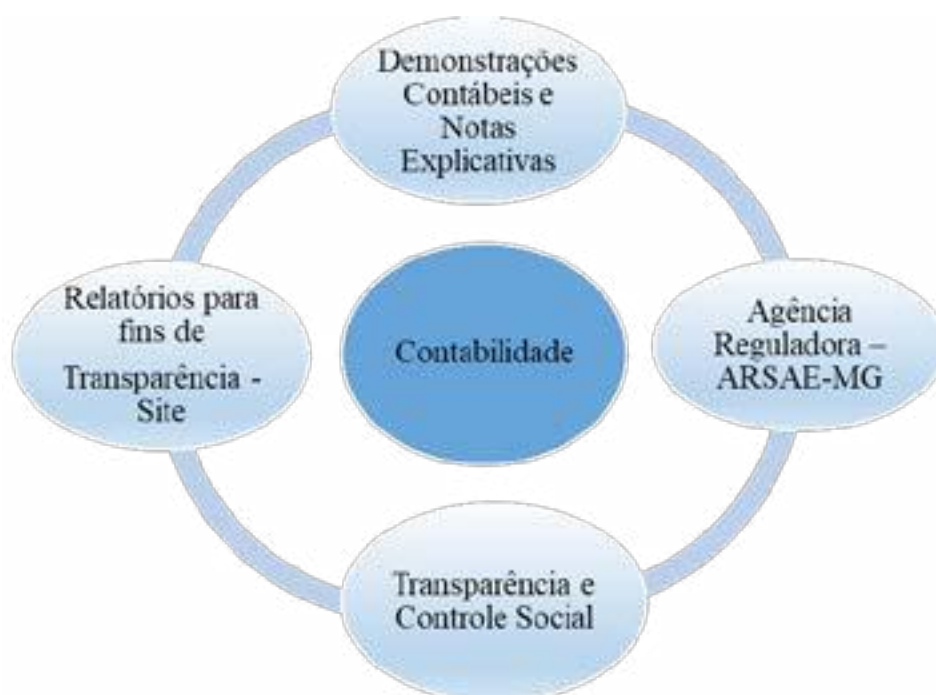 Demonstrações
Contábeis e
Notas
Explicativas
Relatórios para
fins de
Transparência -
Site
Contabilidade
Agência
Reguladora –
ARSAE-MG
Transparência e
Controle Social